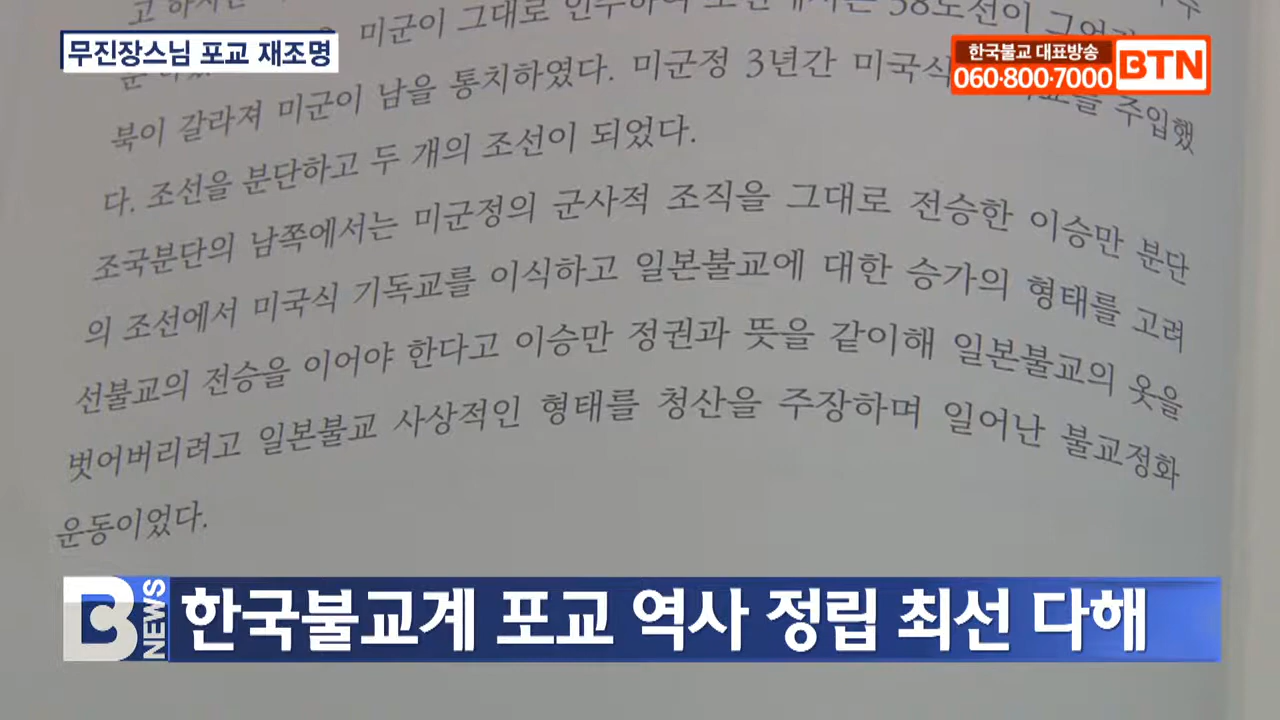 무진장스님 포교 재조명
한국불교 대표방송
060·800·7000
BTN
고
미군이 그대로
북이 갈라져 미군이 남을 통치하였다. 미군정 3년간 미국식 주입했
다. 조선을 분단하고 두 개의 조선이 되었다.
조국분단의 남쪽에서는 미군정의 군사적 조직을 그대로 전승한 이승만 분단
의 조선에서 미국식 기독교를 이식하고 일본불교에 대한 승가의 형태를 고려
선불교의 전승을 이어야 한다고 이승만 정권과 뜻을 같이해 일본불교의 옷을
벗어버리려고 일본불교 사상적인 형태를 청산을 주장하며 일어난 불교정화
운동이었다.
B NEWS
한국불교계 포교 역사 정립 최선 다해